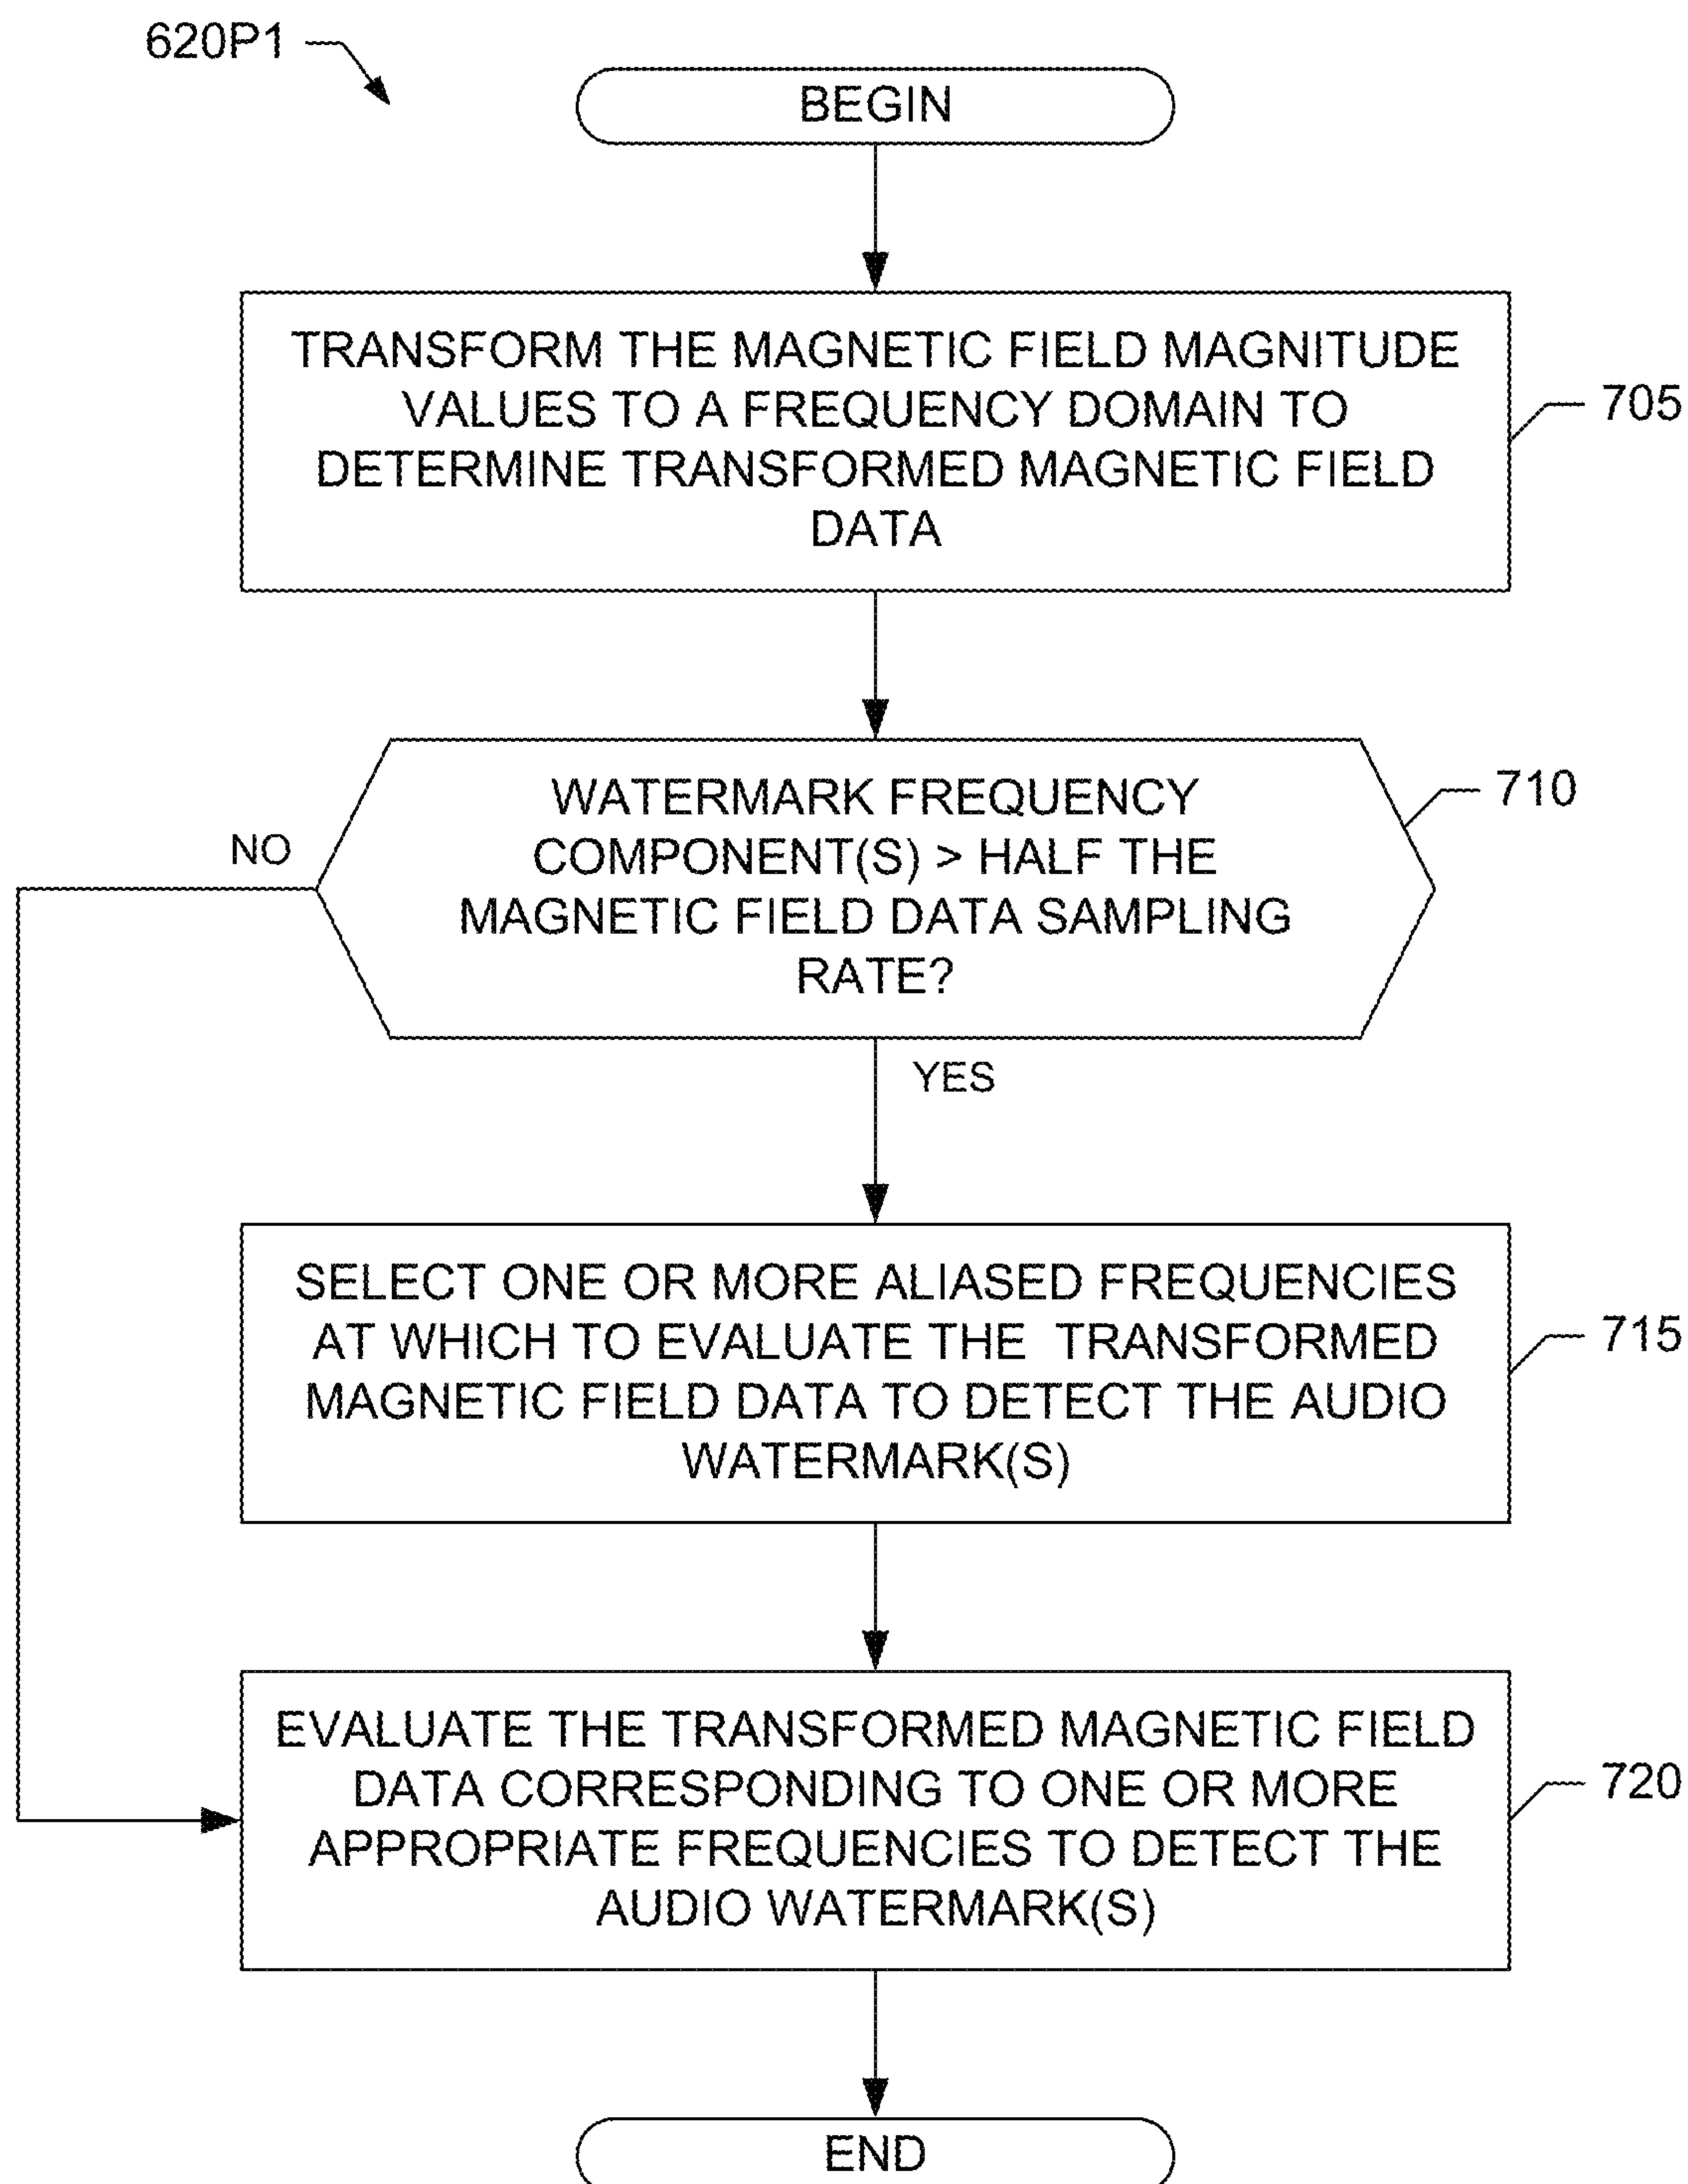 620P1
BEGIN
TRANSFORM THE MAGNETIC FIELD MAGNITUDE
VALUES TO A FREQUENCY DOMAIN TO
DETERMINE TRANSFORMED MAGNETIC FIELD
DATA
705
WATERMARK FREQUENCY
COMPONENT(S) > HALF THE
MAGNETIC FIELD DATA SAMPLING
RATE?
710
NO
YES
SELECT ONE OR MORE ALIASED FREQUENCIES
AT WHICH TO EVALUATE THE TRANSFORMED
MAGNETIC FIELD DATA TO DETECT THE AUDIO
WATERMARK(S)
715
EVALUATE THE TRANSFORMED MAGNETIC FIELD
DATA CORRESPONDING TO ONE OR MORE
APPROPRIATE FREQUENCIES TO DETECT THE
AUDIO WATERMARK(S)
720
END